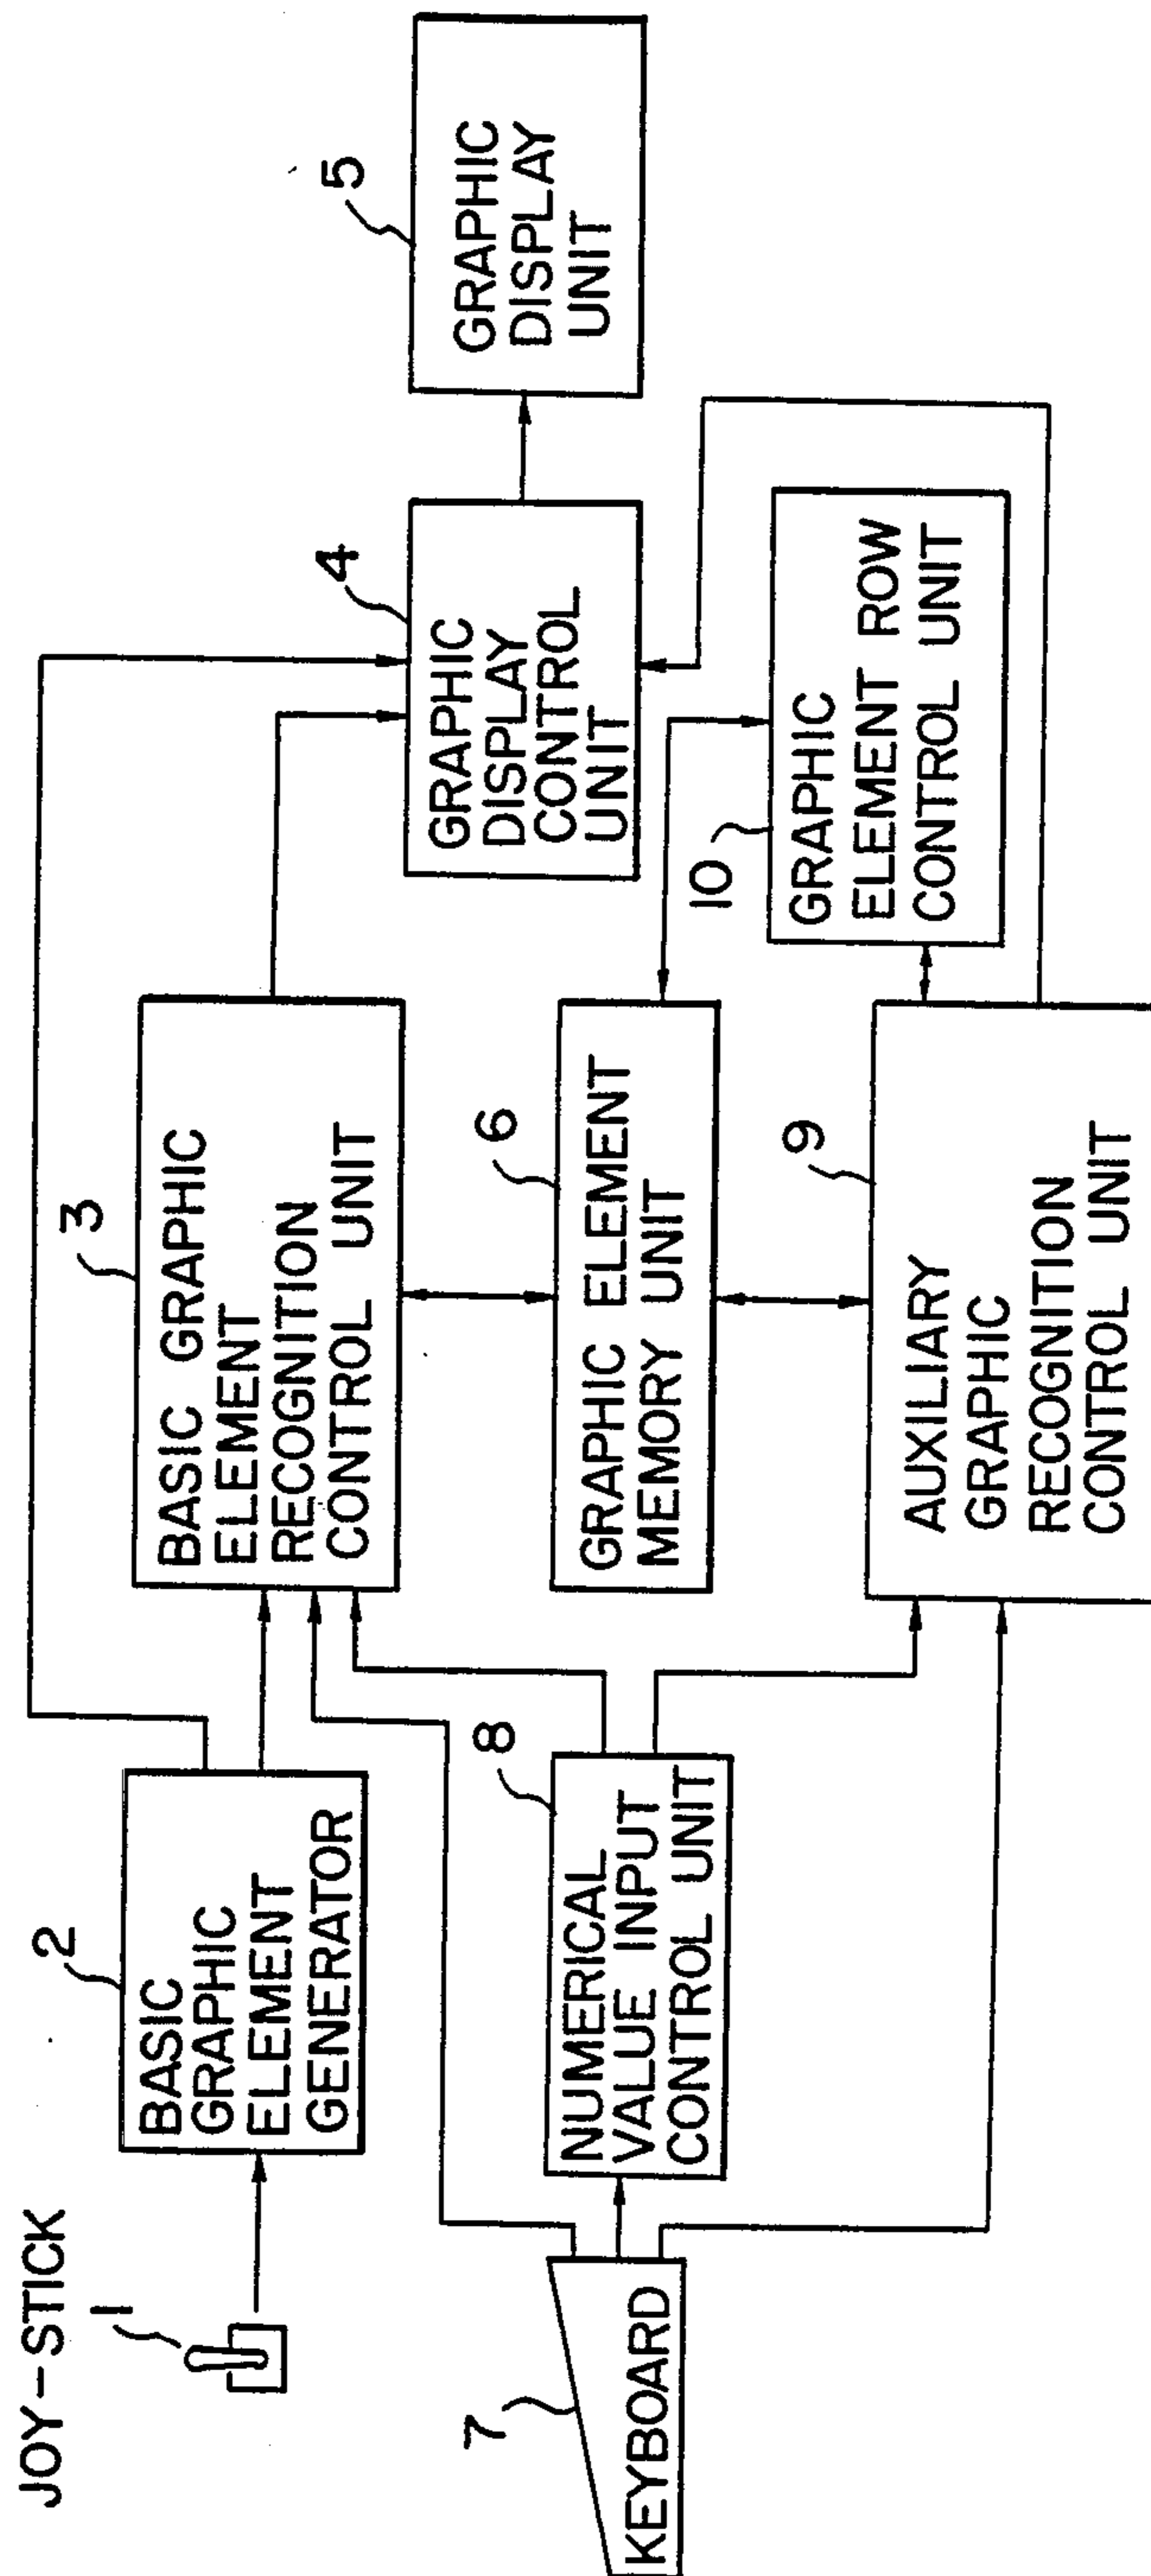 JOY-STICK
1
2
BASIC
GRAPHIC
ELEMENT
GENERATOR
3
BASIC GRAPHIC
ELEMENT
RECOGNITION
CONTROL UNIT
4
GRAPHIC
DISPLAY
CONTROL
UNIT
5
GRAPHIC
DISPLAY
UNIT
7
KEYBOARD
8
NUMERICAL
VALUE INPUT
CONTROL UNIT
6
GRAPHIC ELEMENT
MEMORY UNIT
9
AUXILIARY
GRAPHIC
RECOGNITION
CONTROL UNIT
10
GRAPHIC
ELEMENT ROW
CONTROL UNIT